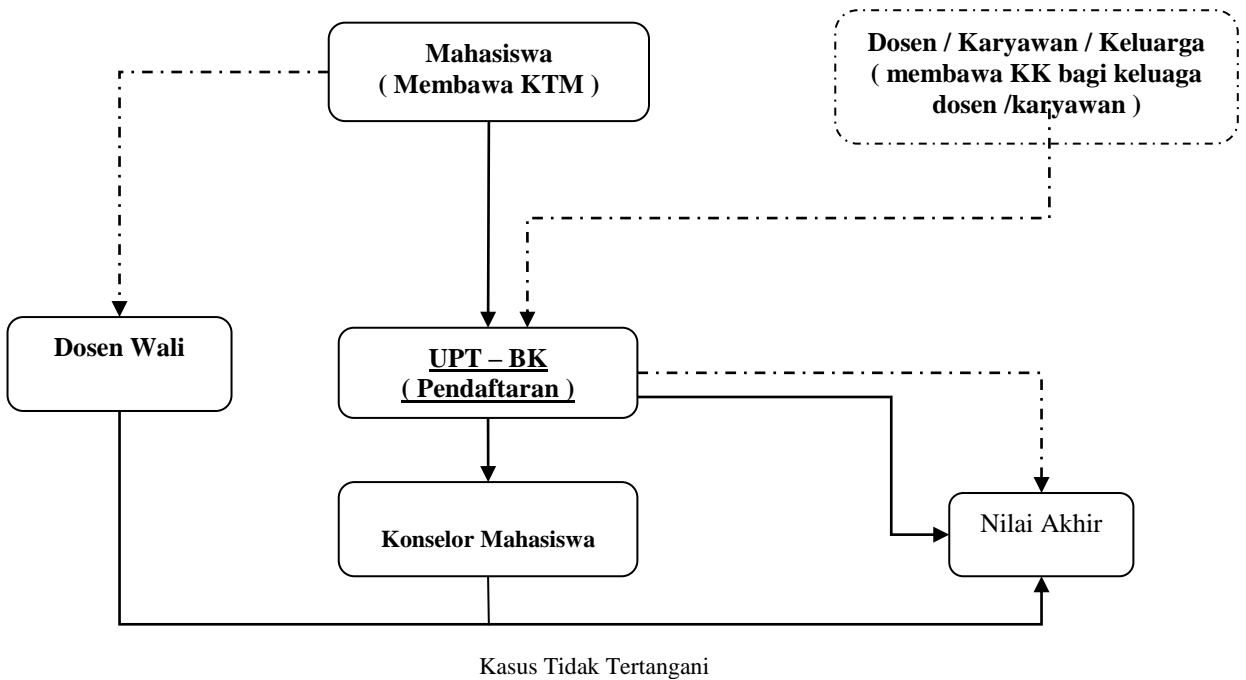 Mahasiswa
( Membawa KTM )
Dosen / Karyawan / Keluarga
( membawa KK bagi keluaga
dosen /karyawan )
Dosen Wali
UPT – BK
( Pendaftaran )
Konselor Mahasiswa
Nilai Akhir
Kasus Tidak Tertangani